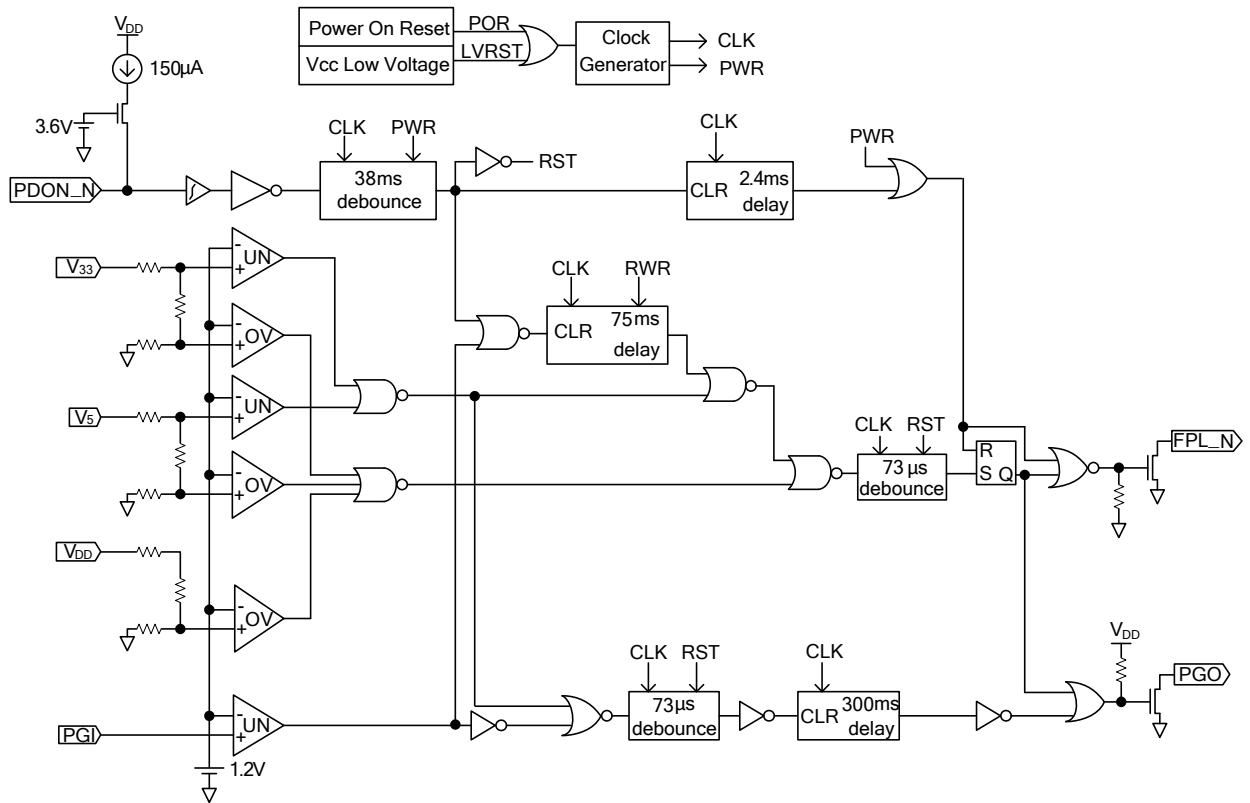 VDD
150µA
3.6V
PDON_N
Power On Reset
POR
Vcc Low Voltage
LVRST
Clock
Generator
CLK
PWR
CLK
PWR
38ms
debounce
RST
CLK
CLR
2.4ms
delay
PWR
V33
-
UN
+
-
OV
+
V5
-
UN
+
-
OV
+
VDD
-
OV
+
PGI
-
UN
+
1.2V
CLK
RWR
CLR
75ms
delay
CLK
RST
73 µs
debounce
R
S Q
FPL_N
CLK
RST
73µs
debounce
CLK
CLR
300ms
delay
VDD
PGO